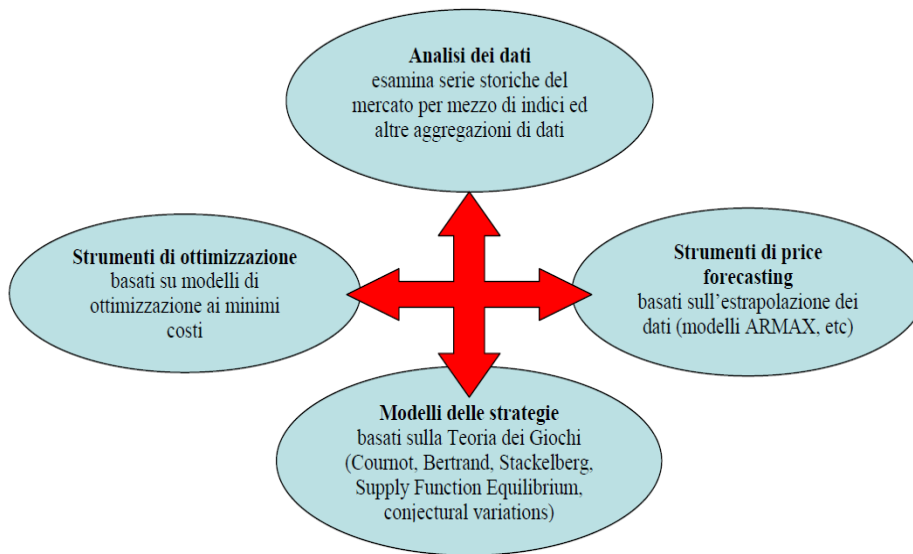 Analisi dei dati
esamina serie storiche del
mercato per mezzo di indici ed
altre aggregazioni di dati
Strumenti di ottimizzazione
basati su modelli di
ottimizzazione ai minimi
costi
Strumenti di price
forecasting
basati sull'estrapolazione dei
dati (modelli ARMAX, etc)
Modelli delle strategie
basati sulla Teoria dei Giochi
(Cournot, Bertrand, Stackelberg,
Supply Function Equilibrium,
conjectural variations)